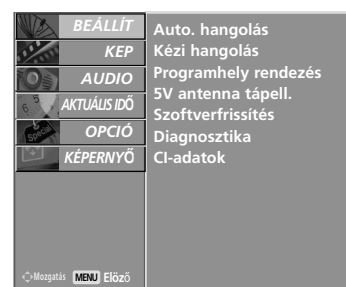 BEÁLLÍT
KEP
AUDIO
AKTUÁLIS IDŐ
OPCIÓ
KÉPERNYŐ
Auto. hangolás
Kézi hangolás
Programhely rendezés
5V antenna tápell.
Szoftverfrissítés
Diagnosztika
CI-adatok
Mozgatás MENU Előző